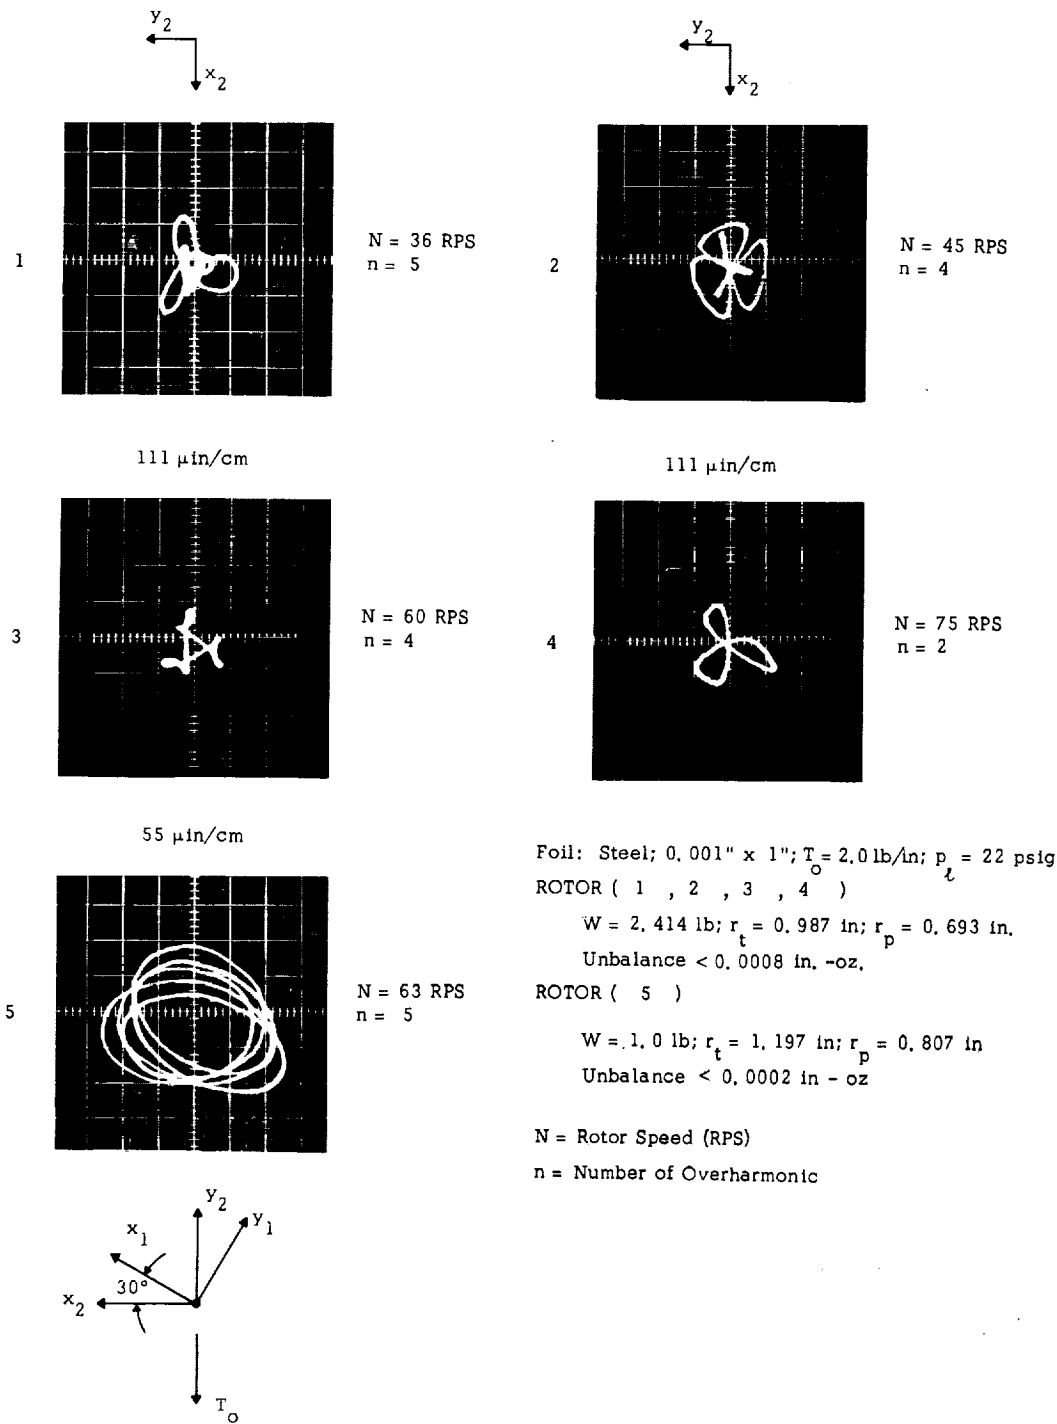 y2
x2
y2
x2
1
N = 36 RPS
n = 5
2
N = 45 RPS
n = 4
111 μin/cm
111 μin/cm
3
N = 60 RPS
n = 4
4
N = 75 RPS
n = 2
55 μin/cm
5
N = 63 RPS
n = 5
Foil: Steel; 0.001" x 1"; To = 2.0 lb/in; pℓ = 22 psig
ROTOR ( 1 , 2 , 3 , 4 )
W = 2.414 lb; rt = 0.987 in; rp = 0.693 in.
Unbalance < 0.0008 in. -oz.
ROTOR ( 5 )
W = 1.0 lb; rt = 1.197 in; rp = 0.807 in
Unbalance < 0.0002 in - oz
N = Rotor Speed (RPS)
n = Number of Overharmonic
y2
y1
x1
30°
x2
To